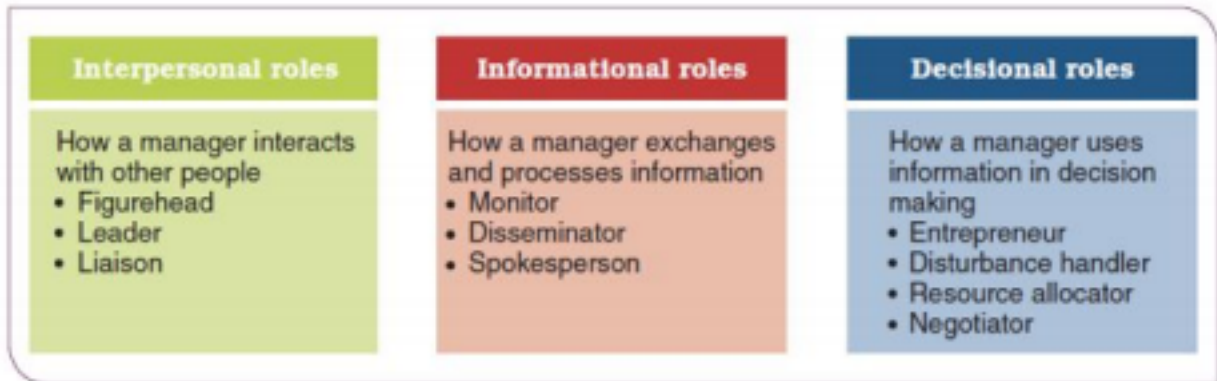 Interpersonal roles
How a manager interacts
with other people
• Figurehead
• Leader
• Liaison
Informational roles
How a manager exchanges
and processes information
• Monitor
• Disseminator
• Spokesperson
Decisional roles
How a manager uses
information in decision
making
• Entrepreneur
• Disturbance handler
• Resource allocator
• Negotiator